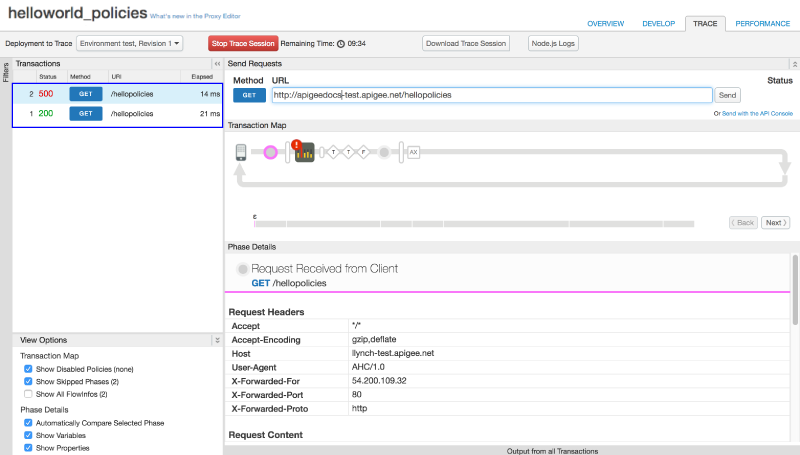 helloworld_policies What's new in the Proxy Editor
OVERVIEW DEVELOP TRACE PERFORMANCE
Deployment to Trace Environment test, Revision 1 Stop Trace Session Remaining Time: 09:34 Download Trace Session Node.js Logs
Filters
Transactions
Status Method URI Elapsed
2 500 GET /hellopolicies 14 ms
1 200 GET /hellopolicies 21 ms
Send Requests
Method URL Status
GET http://apigeedocs-test.apigee.net/hellopolicies Send
Or Send with the API Console
Transaction Map
! T T F AX
ε
Back Next
Phase Details
Request Received from Client
GET /hellopolicies
Request Headers
Accept */*
Accept-Encoding gzip,deflate
Host llynch-test.apigee.net
User-Agent AHC/1.0
X-Forwarded-For 54.200.109.32
X-Forwarded-Port 80
X-Forwarded-Proto http
Request Content
Output from all Transactions
View Options
Transaction Map
Show Disabled Policies (none)
Show Skipped Phases (2)
Show All FlowInfos (2)
Phase Details
Automatically Compare Selected Phase
Show Variables
Show Properties